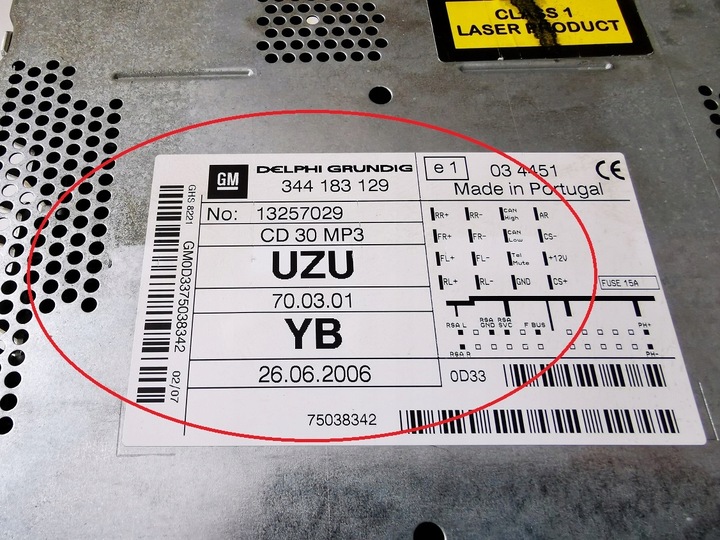 CLASS 1
LASER PRODUCT
GM
DELPHI GRUNDIG
344 183 129
e 1
03 4451
CE
Made in Portugal
No: 13257029
CD 30 MP3
UZU
70.03.01
YB
26.06.2006
GHS 8221
GM0D3375038342
02/07
RR+ RR- CAN High AR
FR+ FR- CAN Low CS-
FL+ FL- Tel Mute +12V
RL+ RL- GND CS+
FUSE 15A
RSA L RSA GND RSA SVC F BUS PH+
RSA R PH-
0D33
75038342